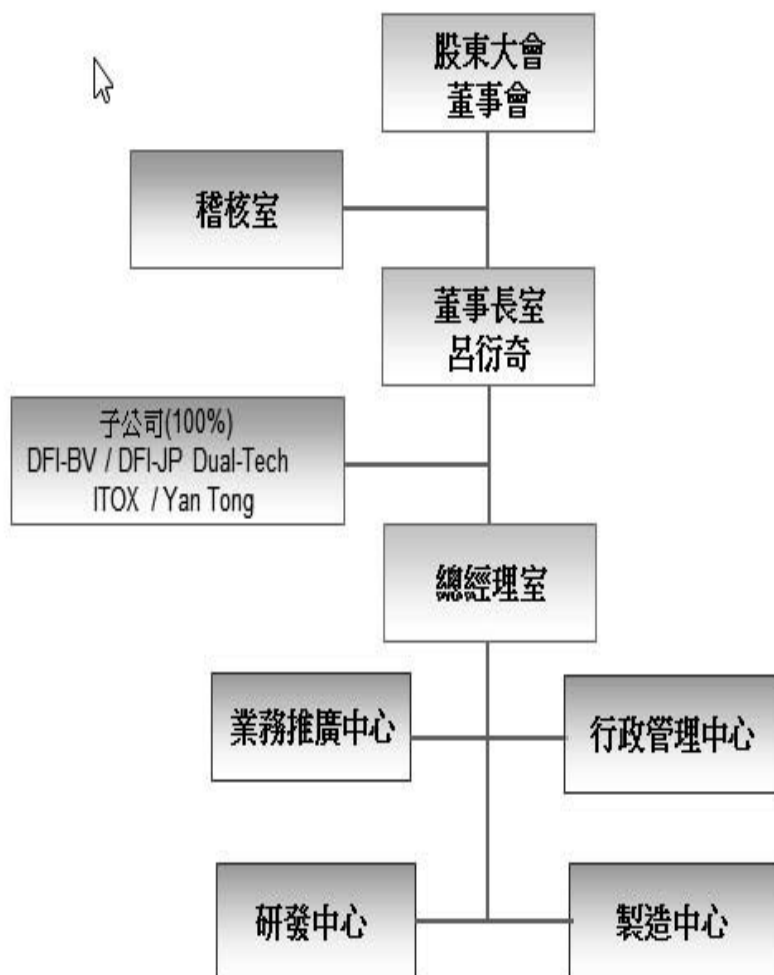 股東大會
董事會
稽核室
董事長室
呂衍奇
子公司(100%)
DFI-BV / DFI-JP Dual-Tech
ITOX / Yan Tong
總經理室
業務推廣中心
行政管理中心
研發中心
製造中心